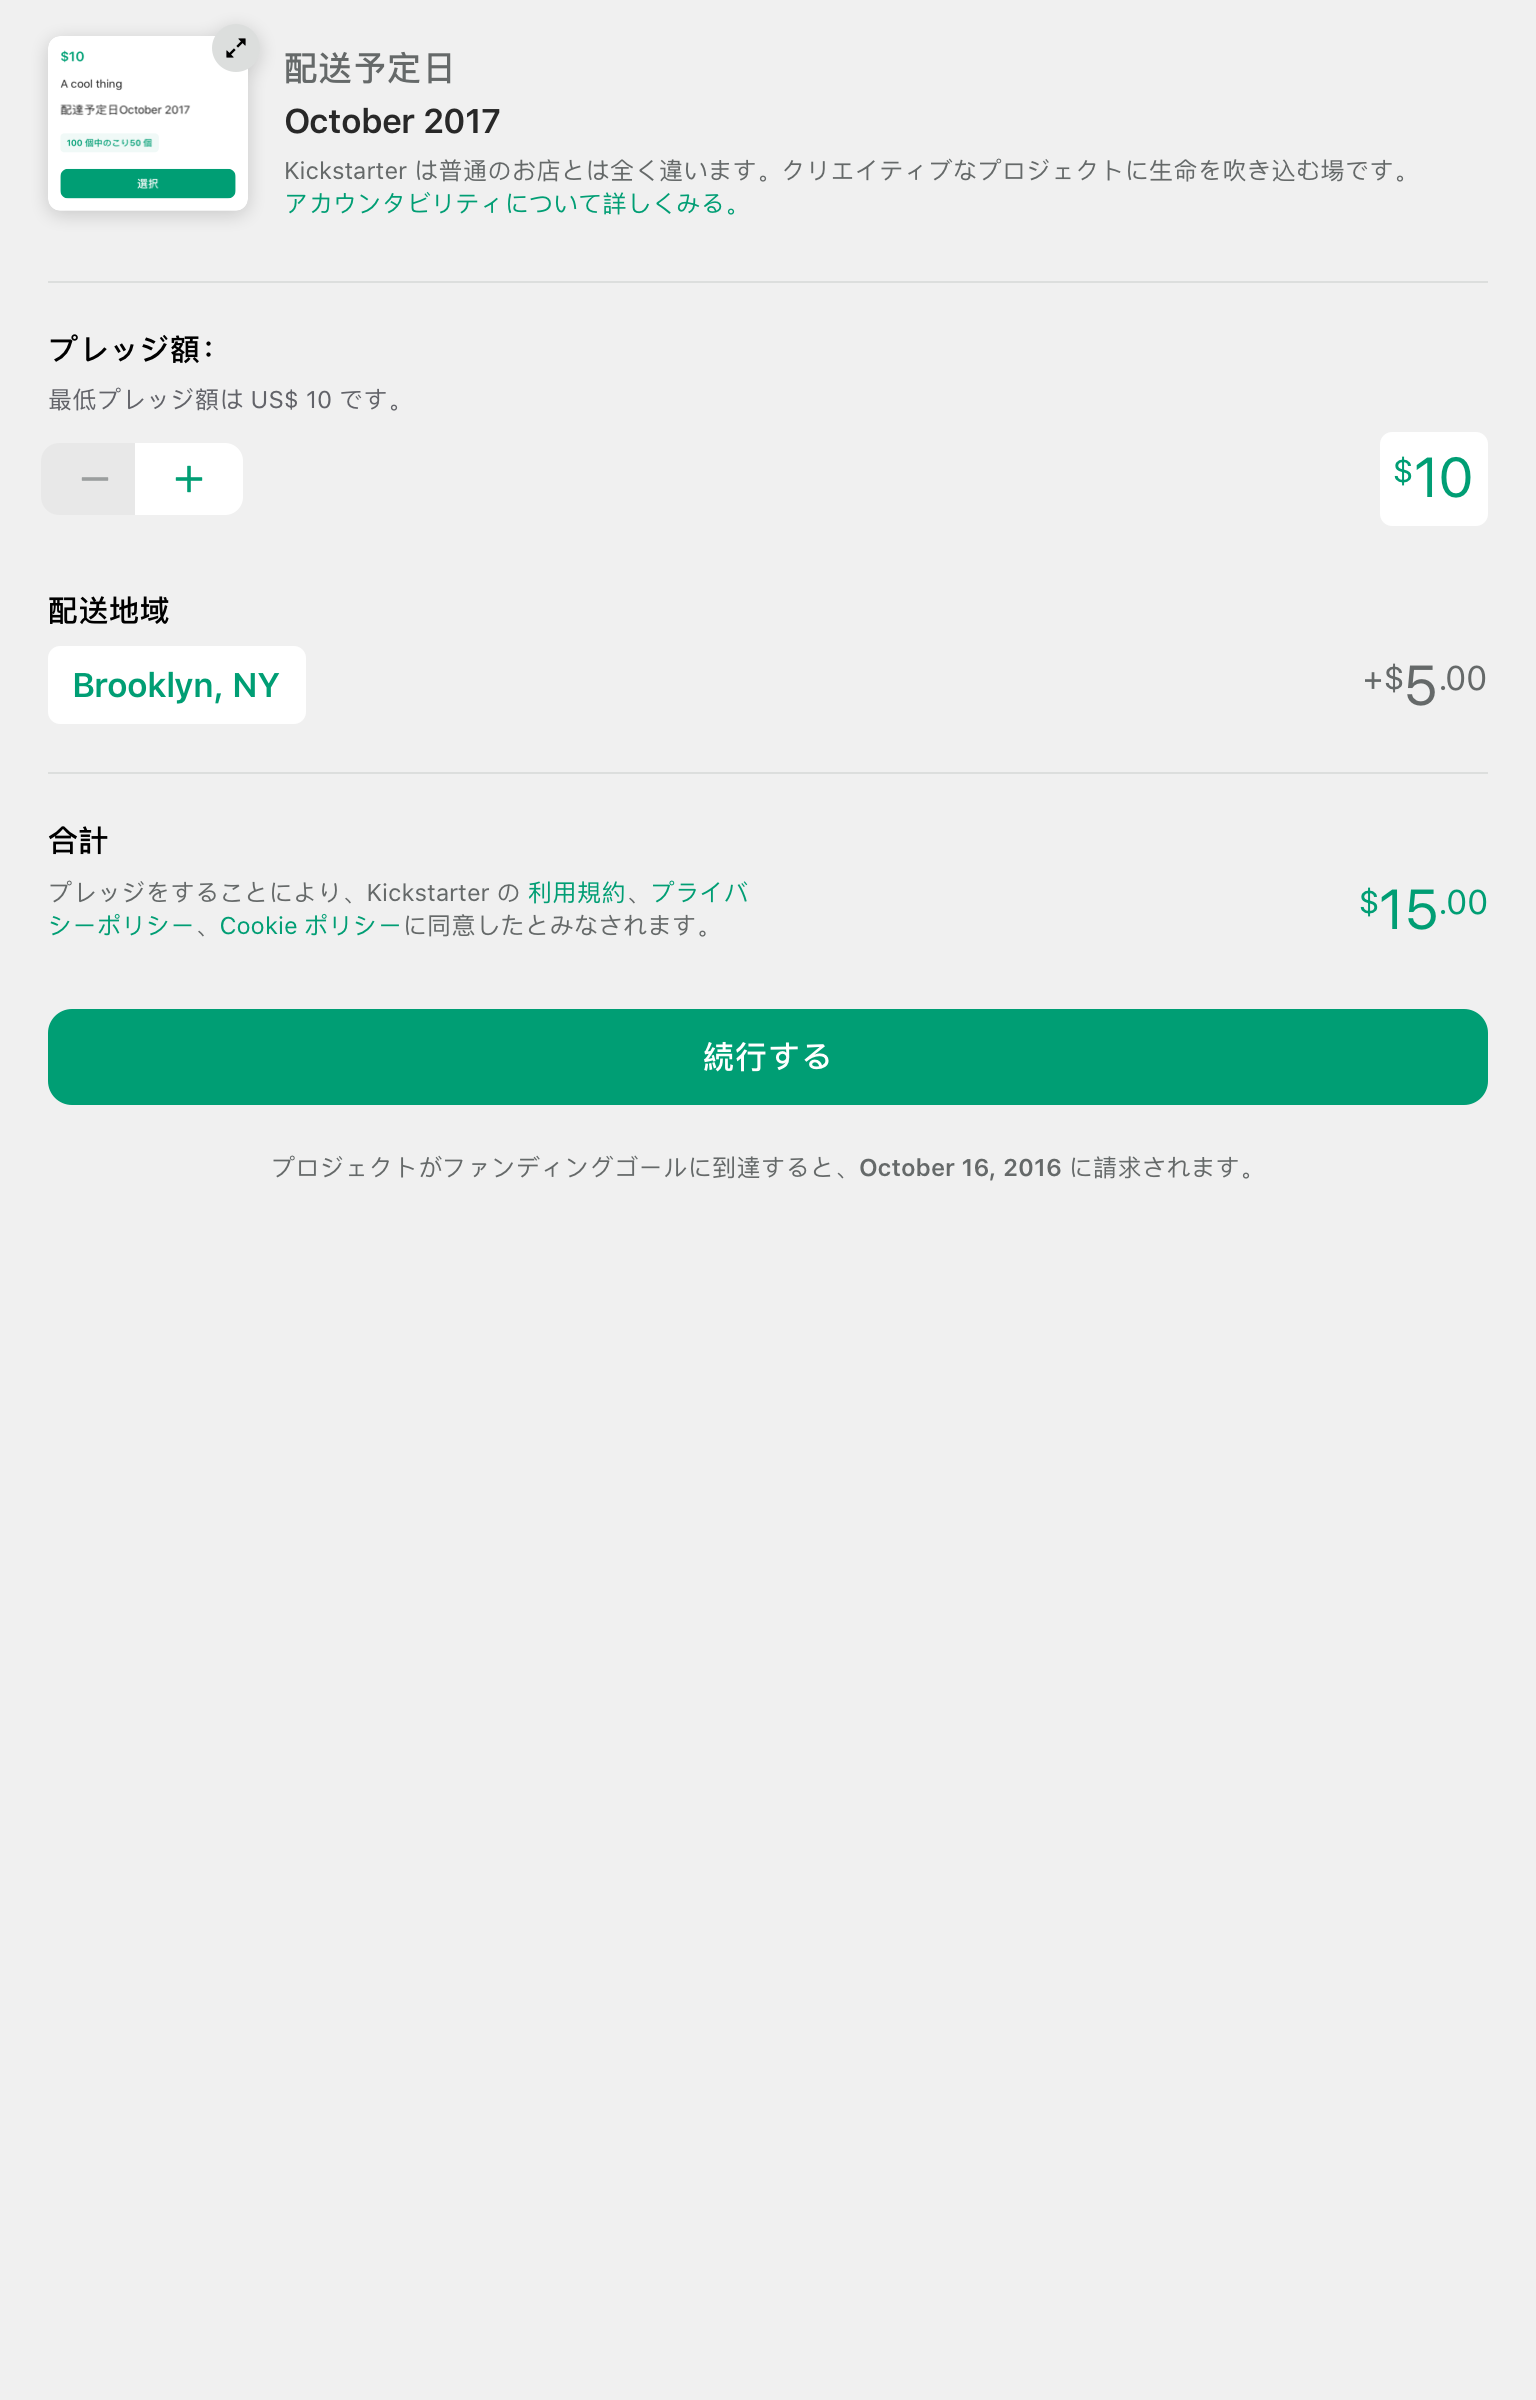 $10
A cool thing
配達予定日October 2017
100 個中のこり50 個
選択
配送予定日
October 2017
Kickstarter は普通のお店とは全く違います。クリエイティブなプロジェクトに生命を吹き込む場です。
アカウンタビリティについて詳しくみる。
プレッジ額：
最低プレッジ額は US$ 10 です。
− +
$10
配送地域
Brooklyn, NY
+$5.00
合計
プレッジをすることにより、Kickstarter の 利用規約、プライバ
シーポリシー、Cookie ポリシーに同意したとみなされます。
$15.00
続行する
プロジェクトがファンディングゴールに到達すると、October 16, 2016 に請求されます。